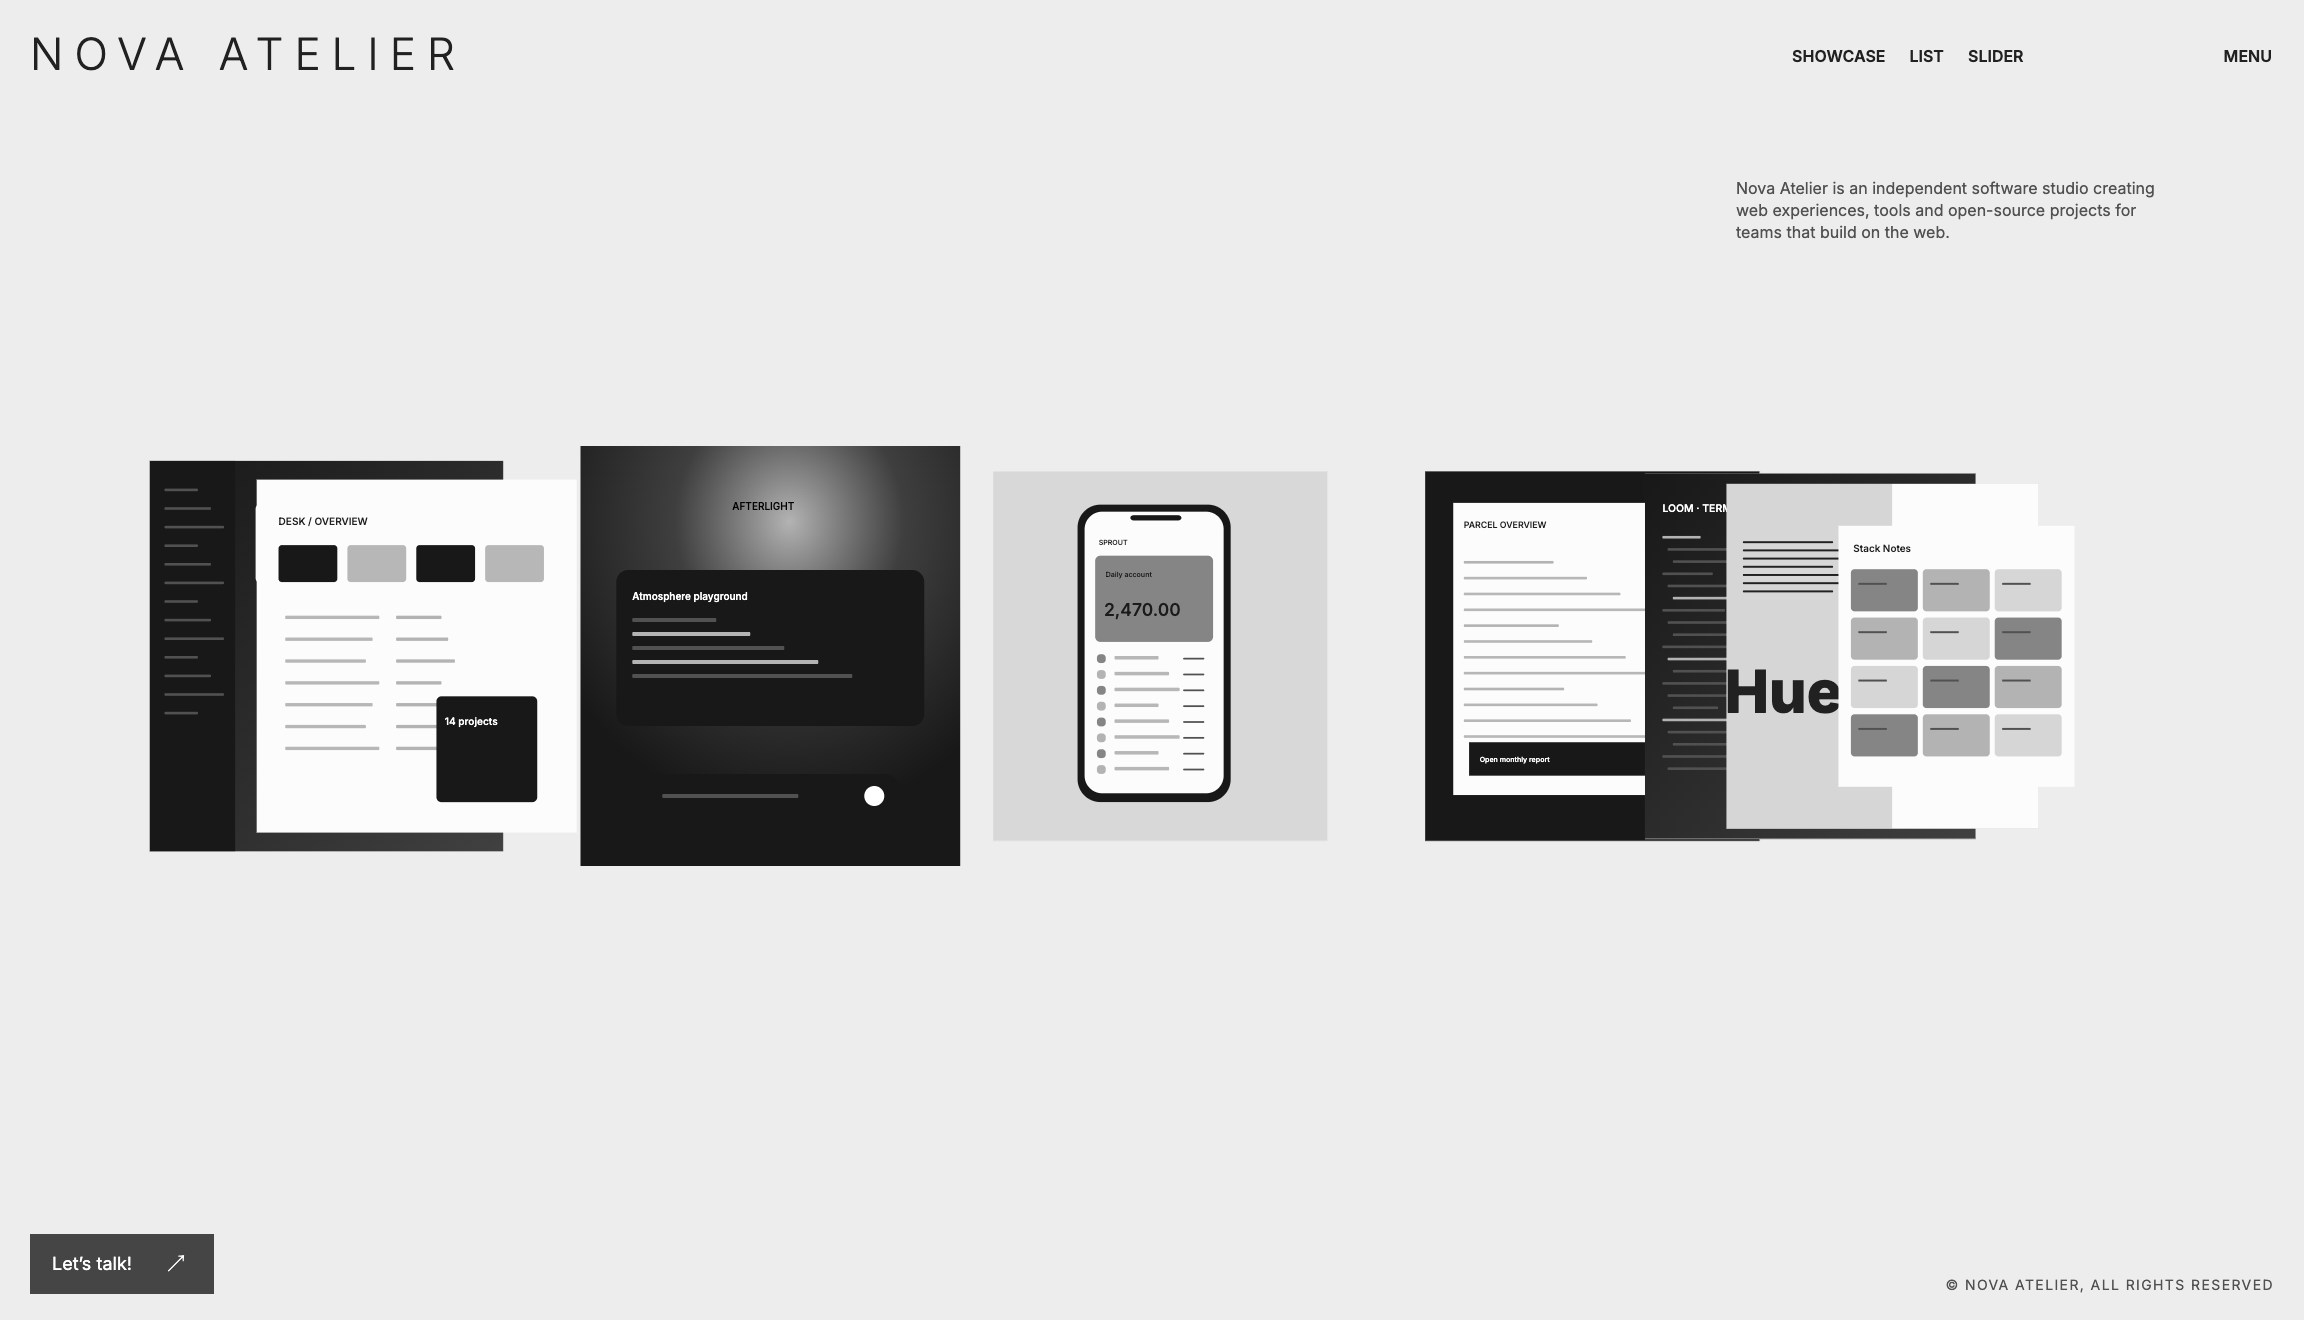 NOVA ATELIER
SHOWCASE LIST SLIDER MENU
Nova Atelier is an independent software studio creating
web experiences, tools and open-source projects for
teams that build on the web.
DESK / OVERVIEW
14 projects
AFTERLIGHT
Atmosphere playground
SPROUT
Daily account
2,470.00
PARCEL OVERVIEW
Open monthly report
LOOM · TERM
Hue
Stack Notes
Let’s talk!
© NOVA ATELIER, ALL RIGHTS RESERVED